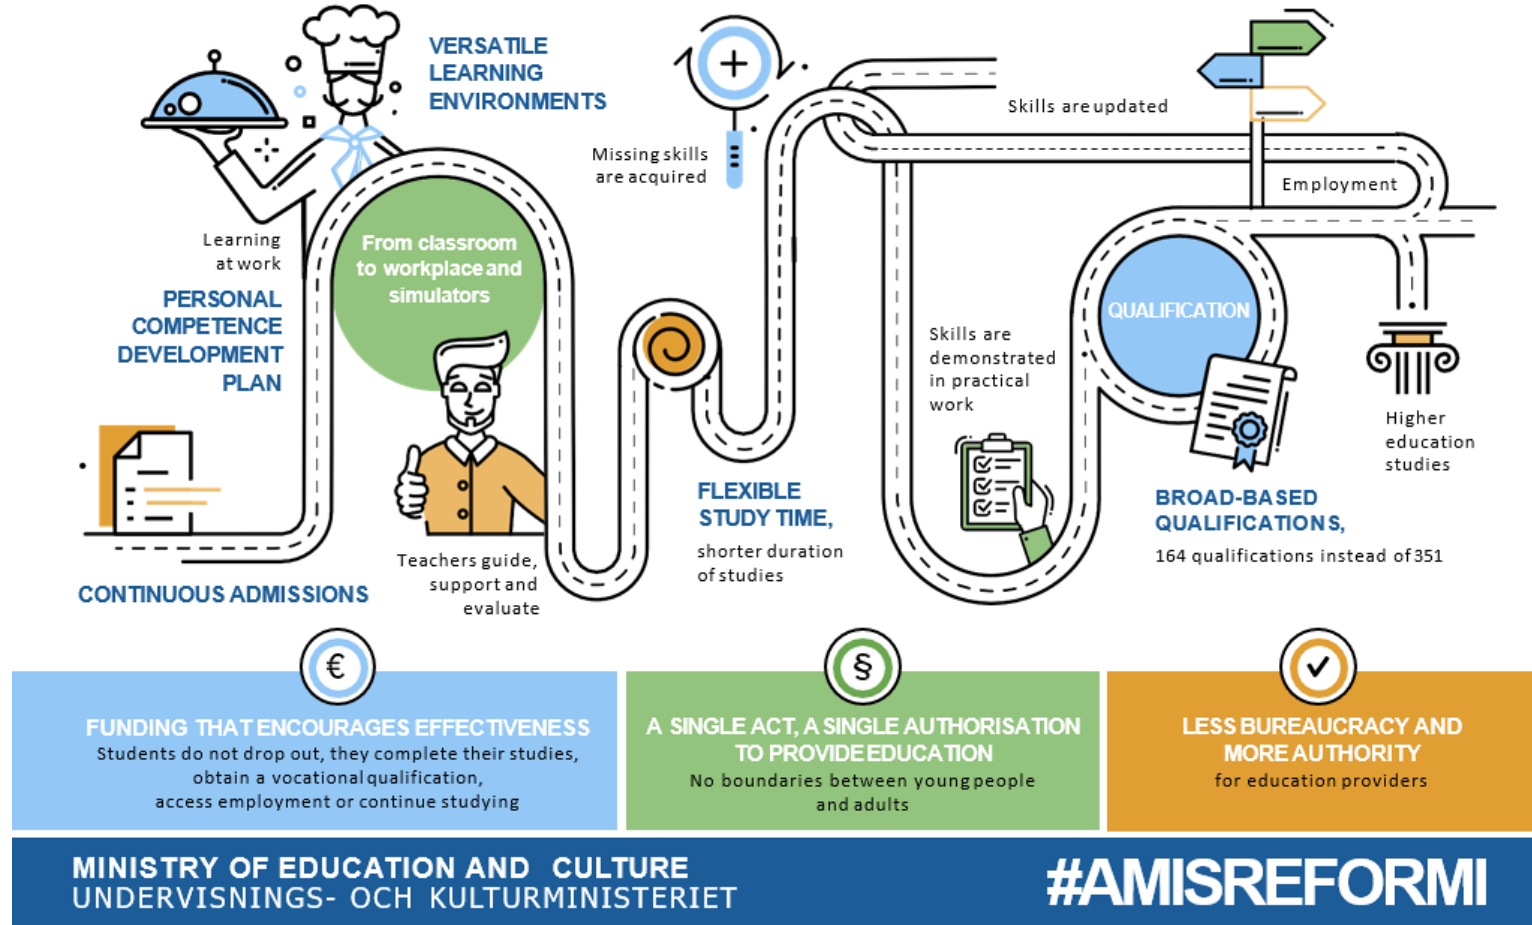 VERSATILE
LEARNING
ENVIRONMENTS
Learning
at work
PERSONAL
COMPETENCE
DEVELOPMENT
PLAN
From classroom
to workplace and
simulators
CONTINUOUS ADMISSIONS
Teachers guide,
support and
evaluate
Missing skills
are acquired
FLEXIBLE
STUDY TIME,
shorter duration
of studies
Skills are updated
Employment
Skills are
demonstrated
in practical
work
QUALIFICATION
Higher
education
studies
BROAD-BASED
QUALIFICATIONS,
164 qualifications instead of 351
€
FUNDING THAT ENCOURAGES EFFECTIVENESS
Students do not drop out, they complete their studies,
obtain a vocational qualification,
access employment or continue studying
§
A SINGLE ACT, A SINGLE AUTHORISATION
TO PROVIDE EDUCATION
No boundaries between young people
and adults
LESS BUREAUCRACY AND
MORE AUTHORITY
for education providers
MINISTRY OF EDUCATION AND CULTURE
UNDERVISNINGS- OCH KULTURMINISTERIET
#AMISREFORMI